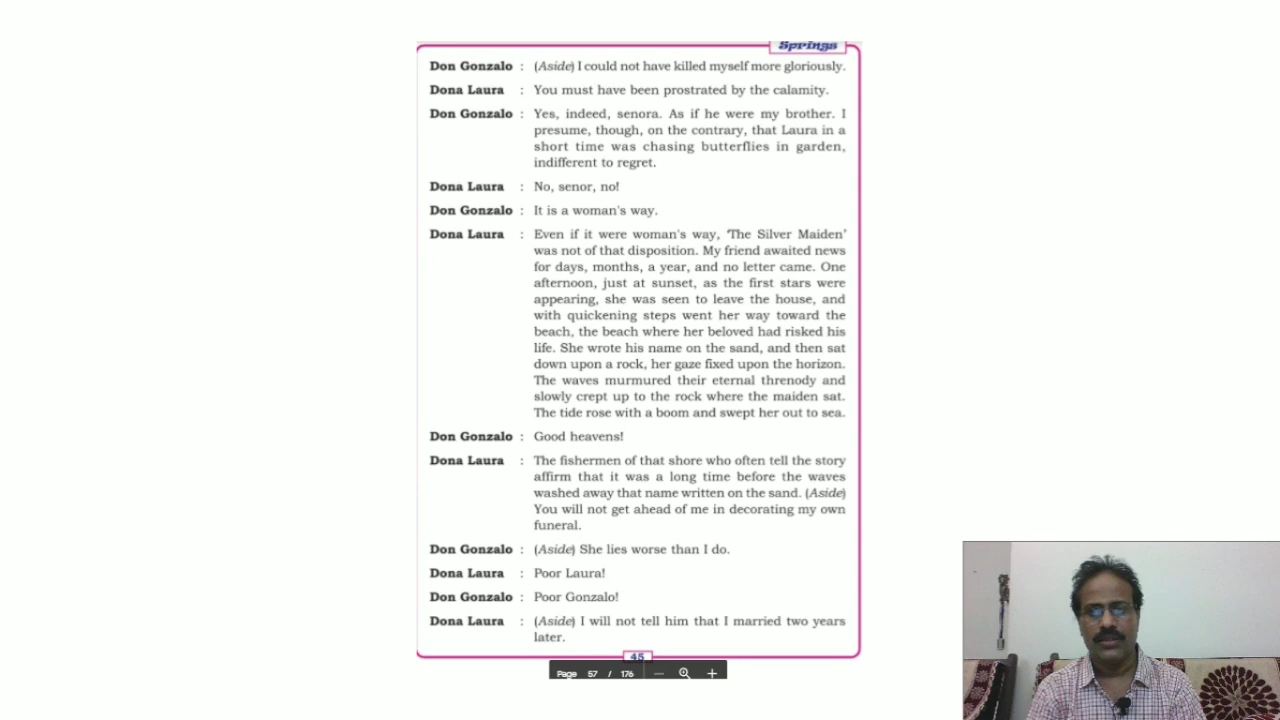 Springs
Don Gonzalo : (Aside) I could not have killed myself more gloriously.
Dona Laura : You must have been prostrated by the calamity.
Don Gonzalo : Yes, indeed, senora. As if he were my brother. I
presume, though, on the contrary, that Laura in a
short time was chasing butterflies in garden,
indifferent to regret.
Dona Laura : No, senor, no!
Don Gonzalo : It is a woman's way.
Dona Laura : Even if it were woman's way, 'The Silver Maiden'
was not of that disposition. My friend awaited news
for days, months, a year, and no letter came. One
afternoon, just at sunset, as the first stars were
appearing, she was seen to leave the house, and
with quickening steps went her way toward the
beach, the beach where her beloved had risked his
life. She wrote his name on the sand, and then sat
down upon a rock, her gaze fixed upon the horizon.
The waves murmured their eternal threnody and
slowly crept up to the rock where the maiden sat.
The tide rose with a boom and swept her out to sea.
Don Gonzalo : Good heavens!
Dona Laura : The fishermen of that shore who often tell the story
affirm that it was a long time before the waves
washed away that name written on the sand. (Aside)
You will not get ahead of me in decorating my own
funeral.
Don Gonzalo : (Aside) She lies worse than I do.
Dona Laura : Poor Laura!
Don Gonzalo : Poor Gonzalo!
Dona Laura : (Aside) I will not tell him that I married two years
later.
45
Page 57 / 176